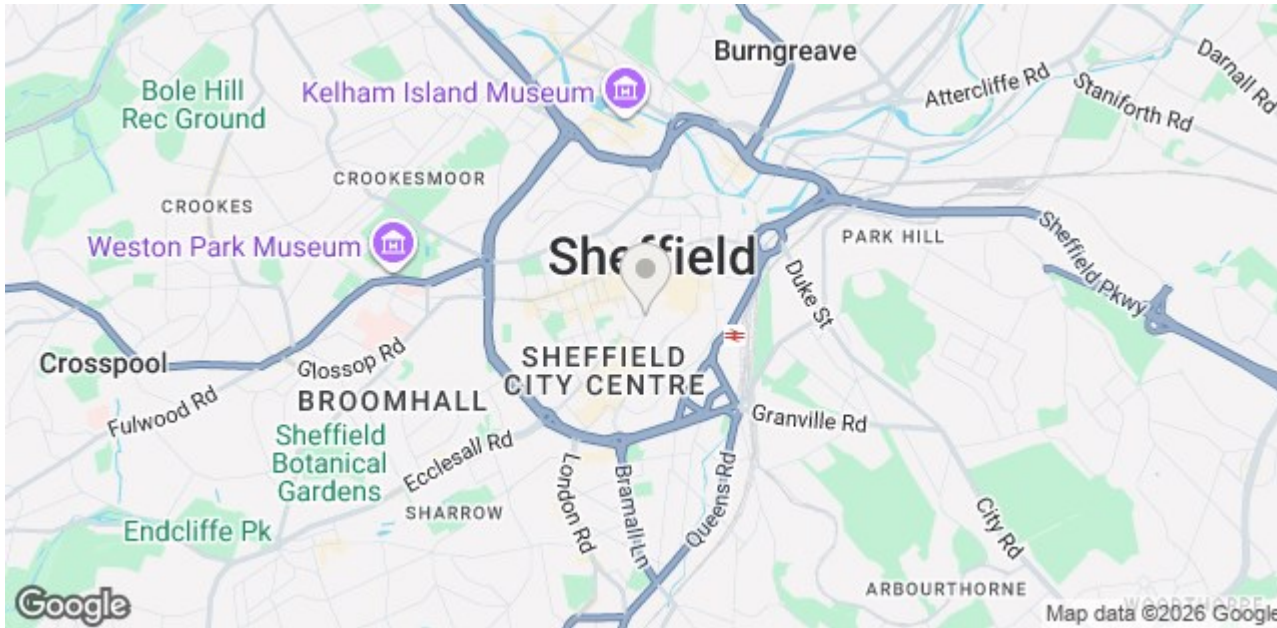 Burngreave
Darnall Rd
Attercliffe Rd
Staniforth Rd
Bole Hill
Rec Ground
Kelham Island Museum
CROOKESMOOR
CROOKES
Weston Park Museum
Sheffield
PARK HILL
Sheffield Pkwy
Duke St
Crosspool
Glossop Rd
SHEFFIELD
CITY CENTRE
BROOMHALL
Fulwood Rd
Granville Rd
Sheffield
Botanical
Gardens
Ecclesall Rd
London Rd
Bramall Ln
Queens Rd
City Rd
SHARROW
Endcliffe Pk
ARBOURTHORNE
WOODTHORPE
Google
Map data ©2026 Google